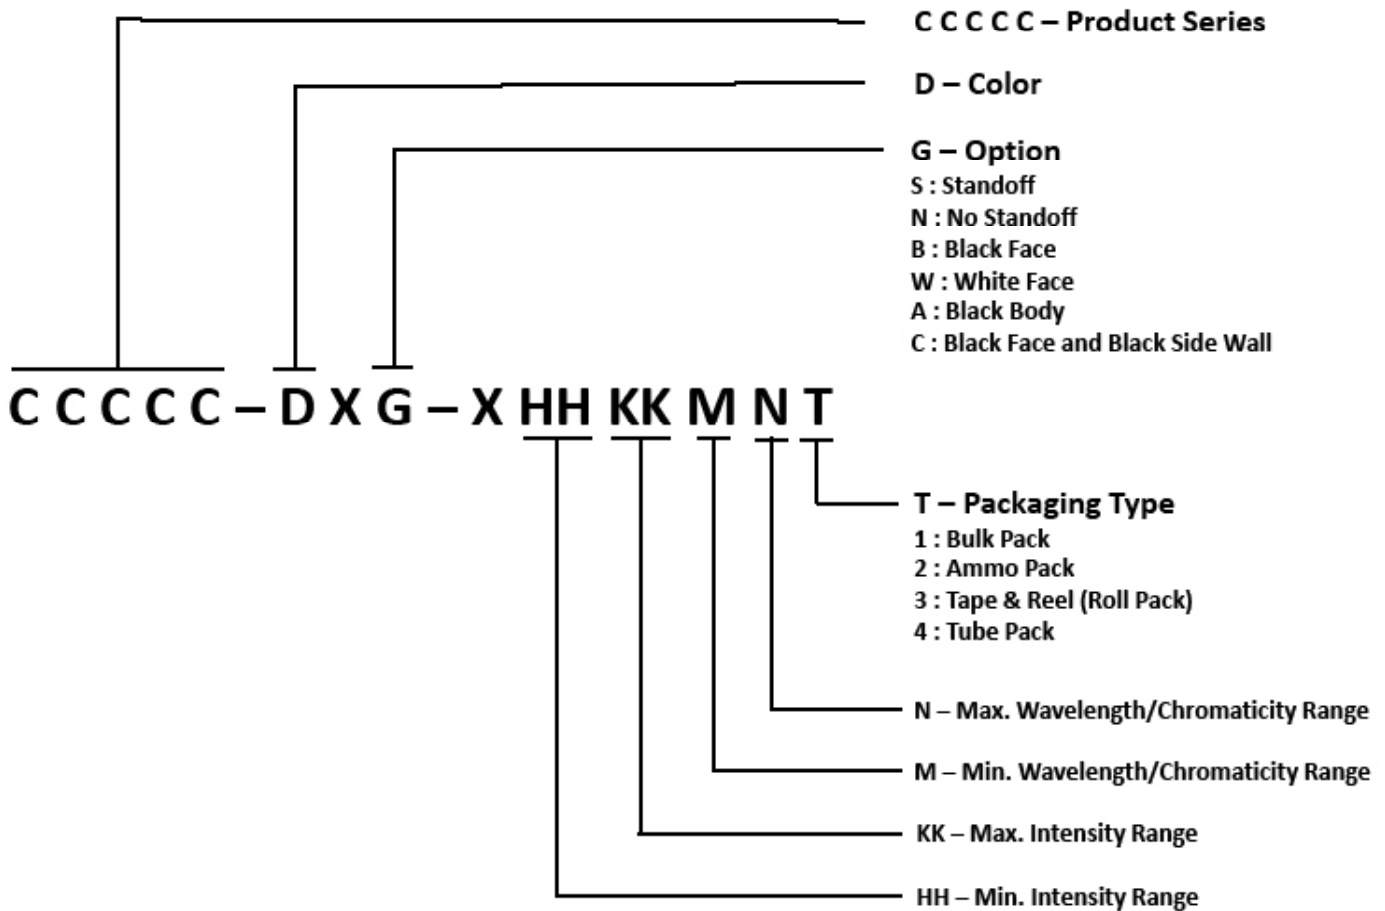 C C C C C – Product Series
D – Color
G – Option
S : Standoff
N : No Standoff
B : Black Face
W : White Face
A : Black Body
C : Black Face and Black Side Wall
C C C C C – D X G – X HH KK M N T
T – Packaging Type
1 : Bulk Pack
2 : Ammo Pack
3 : Tape & Reel (Roll Pack)
4 : Tube Pack
N – Max. Wavelength/Chromaticity Range
M – Min. Wavelength/Chromaticity Range
KK – Max. Intensity Range
HH – Min. Intensity Range